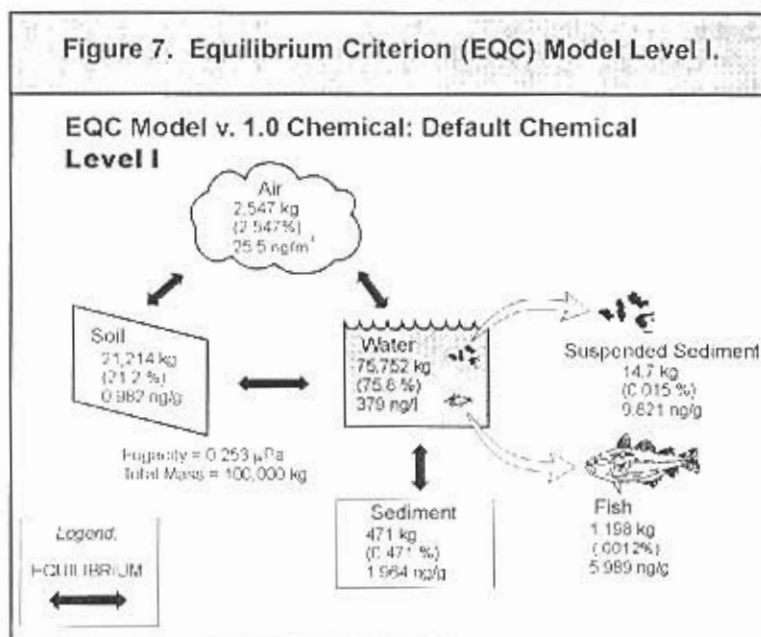 Figure 7. Equilibrium Criterion (EQC) Model Level I.
EQC Model v. 1.0 Chemical: Default Chemical
Level I
Air
2,547 kg
(2.547%)
25.5 ng/m³
Soil
21,214 kg
(21.2 %)
0.982 ng/g
Water
75,752 kg
(75.8 %)
379 ng/l
Suspended Sediment
14.7 kg
(0.015 %)
9.821 ng/g
Fugacity = 0.253 µPa
Total Mass = 100,000 kg
Sediment
471 kg
(0.471 %)
1.964 ng/g
Fish
1.198 kg
(.0012%)
5.989 ng/g
Legend:
EQUILIBRIUM